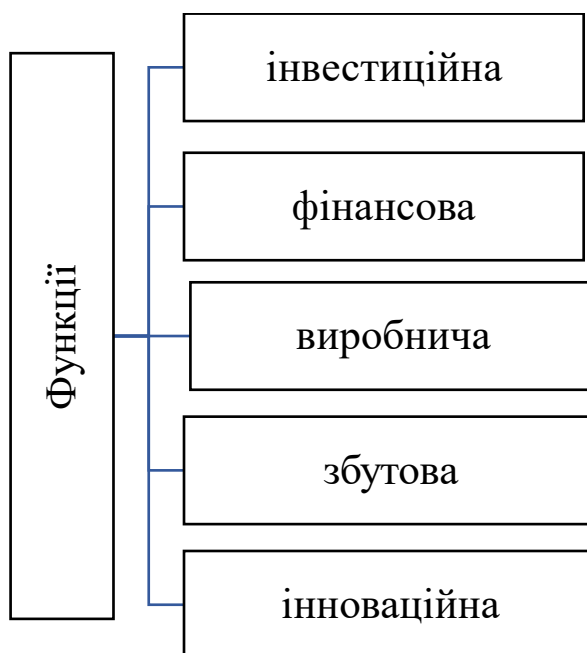 Функції
інвестиційна
фінансова
виробнича
збутова
інноваційна